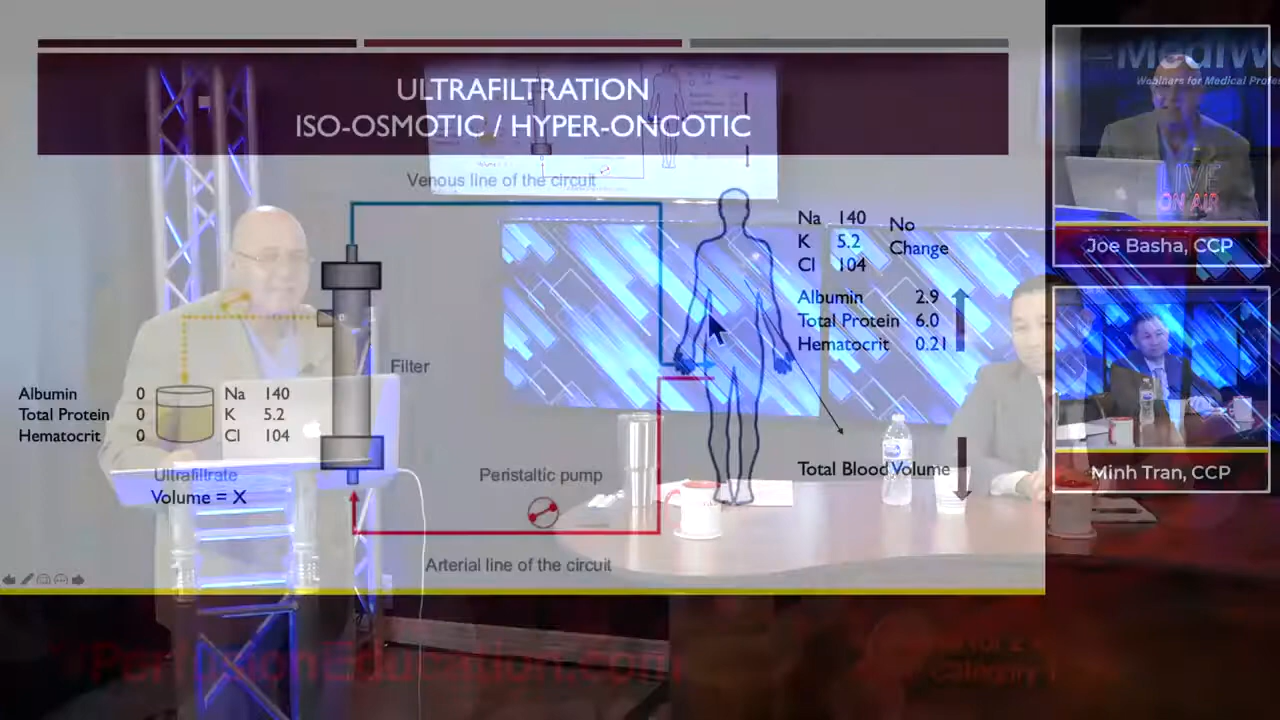 ULTRAFILTRATION
ISO-OSMOTIC / HYPER-ONCOTIC
Venous line of the circuit
Na 140
K 5.2
Cl 104
No
Change
Albumin 2.9
Total Protein 6.0
Hematocrit 0.21
Filter
Albumin 0
Total Protein 0
Hematocrit 0
Na 140
K 5.2
Cl 104
Ultrafiltrate
Volume = X
Peristaltic pump
Total Blood Volume
Arterial line of the circuit
Webinars for Medical
LIVE
ON AIR
Joe Basha, CCP
Minh Tran, CCP
PerfusionEducation.com
Category